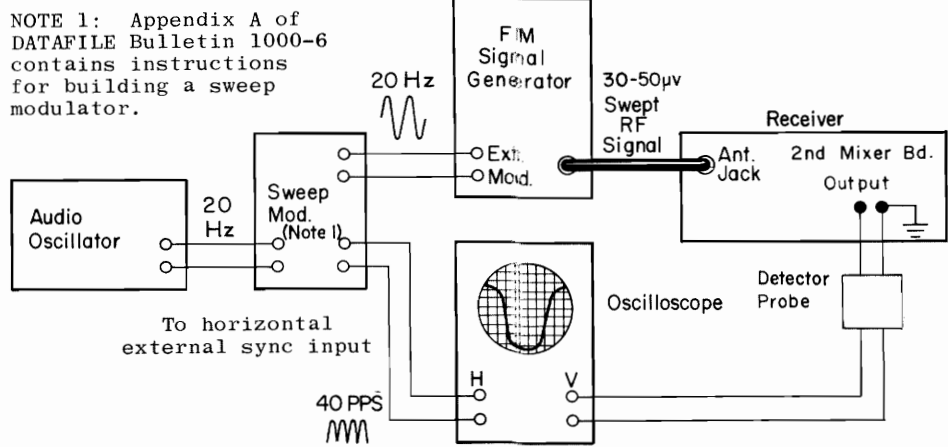 NOTE 1: Appendix A of
DATAFILE Bulletin 1000-6
contains instructions
for building a sweep
modulator.
FM
Signal
Generator
20 Hz
30-50μv
Swept
RF
Signal
Receiver
Ext.
Mod.
Ant.
Jack
2nd Mixer Bd.
Output
Audio
Oscillator
20
Hz
Sweep
Mod.
(Note 1)
Oscilloscope
Detector
Probe
To horizontal
external sync input
H
V
40 PPS